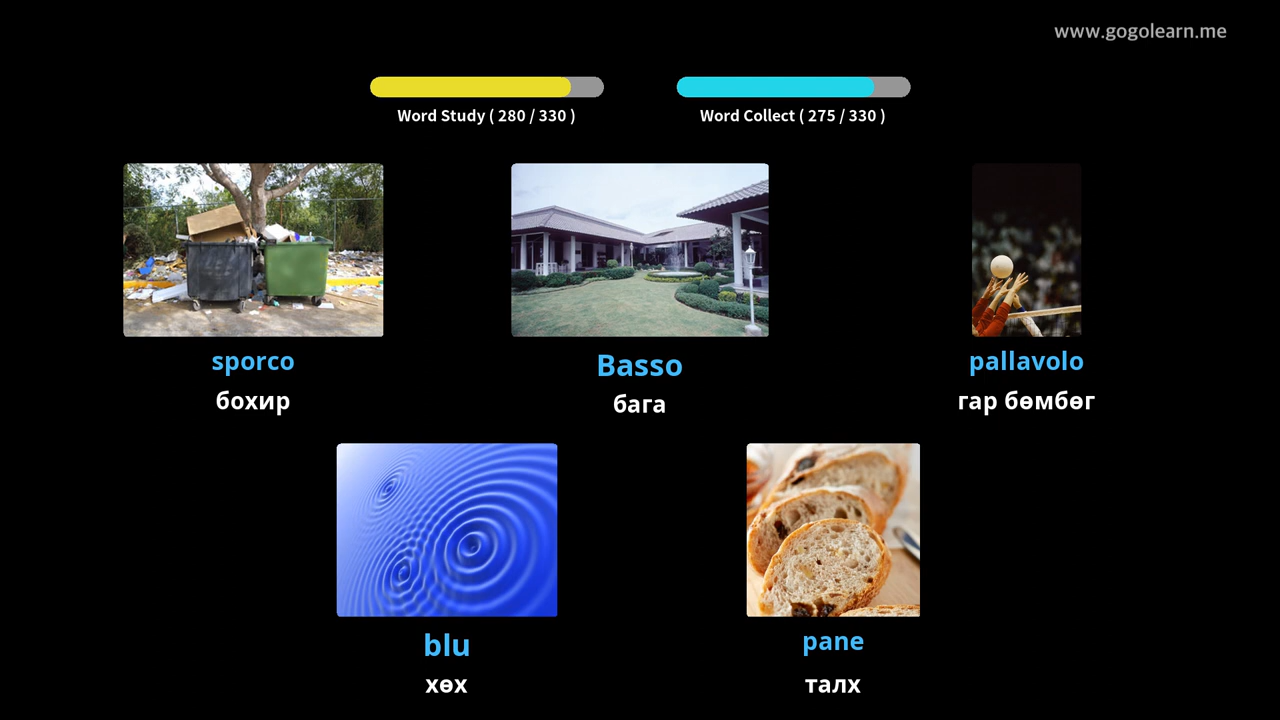 www.gogolearn.me
Word Study ( 280 / 330 )
Word Collect ( 275 / 330 )
sporco
бохир
Basso
бага
pallavolo
гар бөмбөг
blu
хөх
pane
талх